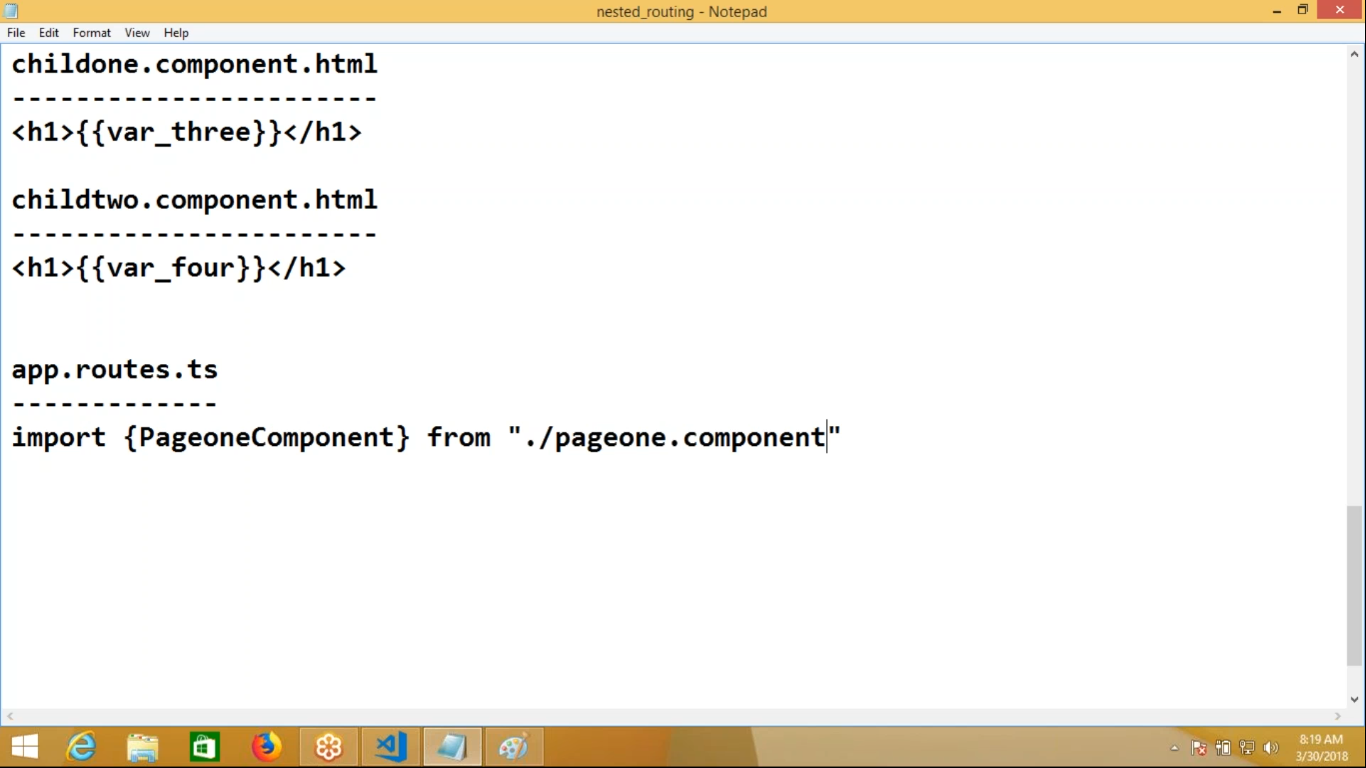 nested_routing - Notepad
File Edit Format View Help
childone.component.html
-----------------------
<h1>{{var_three}}</h1>
childtwo.component.html
-----------------------
<h1>{{var_four}}</h1>
app.routes.ts
-------------
import {PageoneComponent} from "./pageone.component"
8:19 AM
3/30/2018